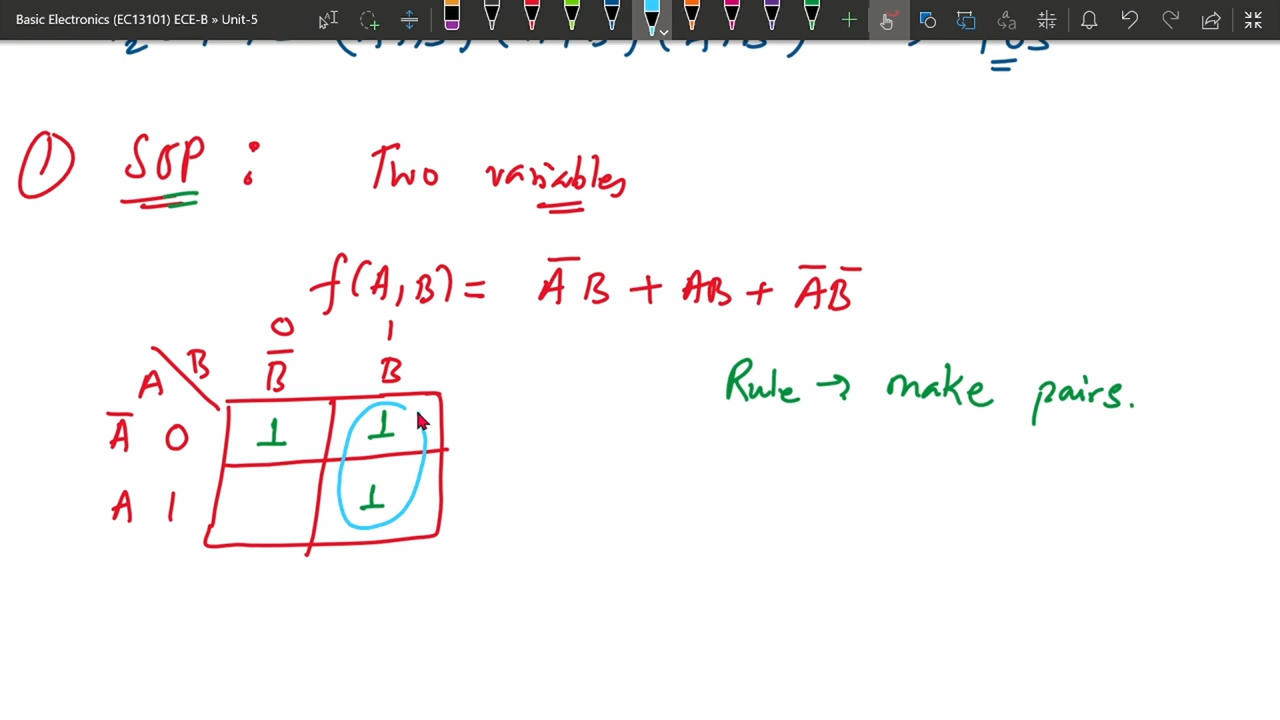 Basic Electronics (EC13101) ECE-B » Unit-5
POS
① SOP : Two variables
f(A,B) = A̅ B + AB + A̅ B̅
0 1
A B B̅ B
A̅ 0 1 1
A 1 1
Rule → make pairs.